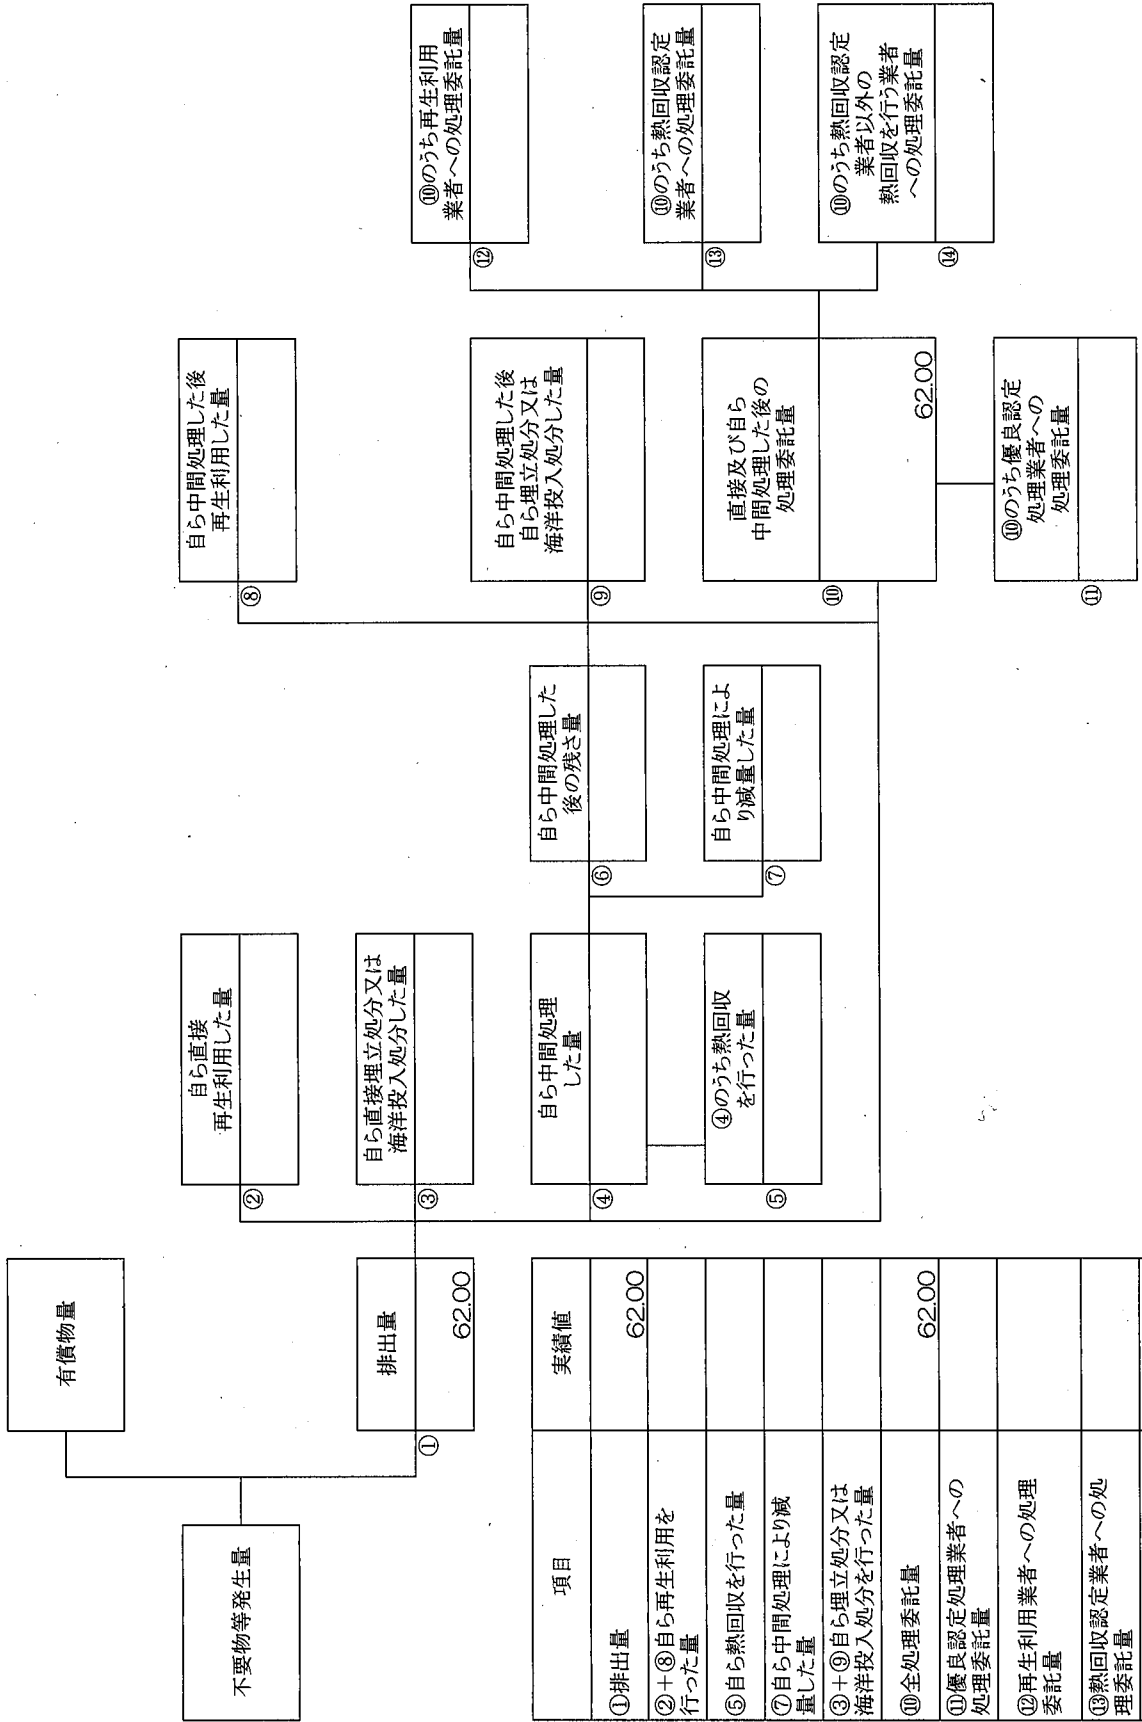 不要物等発生量
有償物量
①
排出量
62.00
②
自ら直接
再生利用した量
③
自ら直接埋立処分又は
海洋投入処分した量
④
自ら中間処理
した量
⑤
④のうち熱回収
を行った量
⑥
自ら中間処理した
後の残さ量
⑦
自ら中間処理によ
り減量した量
⑧
自ら中間処理した後
再生利用した量
⑨
自ら中間処理した後
自ら埋立処分又は
海洋投入処分した量
⑩
直接及び自ら
中間処理した後の
処理委託量
62.00
⑪
⑩のうち優良認定
処理業者への
処理委託量
⑫
⑩のうち再生利用
業者への処理委託量
⑬
⑩のうち熱回収認定
業者への処理委託量
⑭
⑩のうち熱回収認定
業者以外の
熱回収を行う業者
への処理委託量
項目 実績値
①排出量 62.00
②+⑧自ら再生利用を
行った量
⑤自ら熱回収を行った量
⑦自ら中間処理により減
量した量
③+⑨自ら埋立処分又は
海洋投入処分を行った量
⑩全処理委託量 62.00
⑪優良認定処理業者への
処理委託量
⑫再生利用業者への処理
委託量
⑬熱回収認定業者への処
理委託量